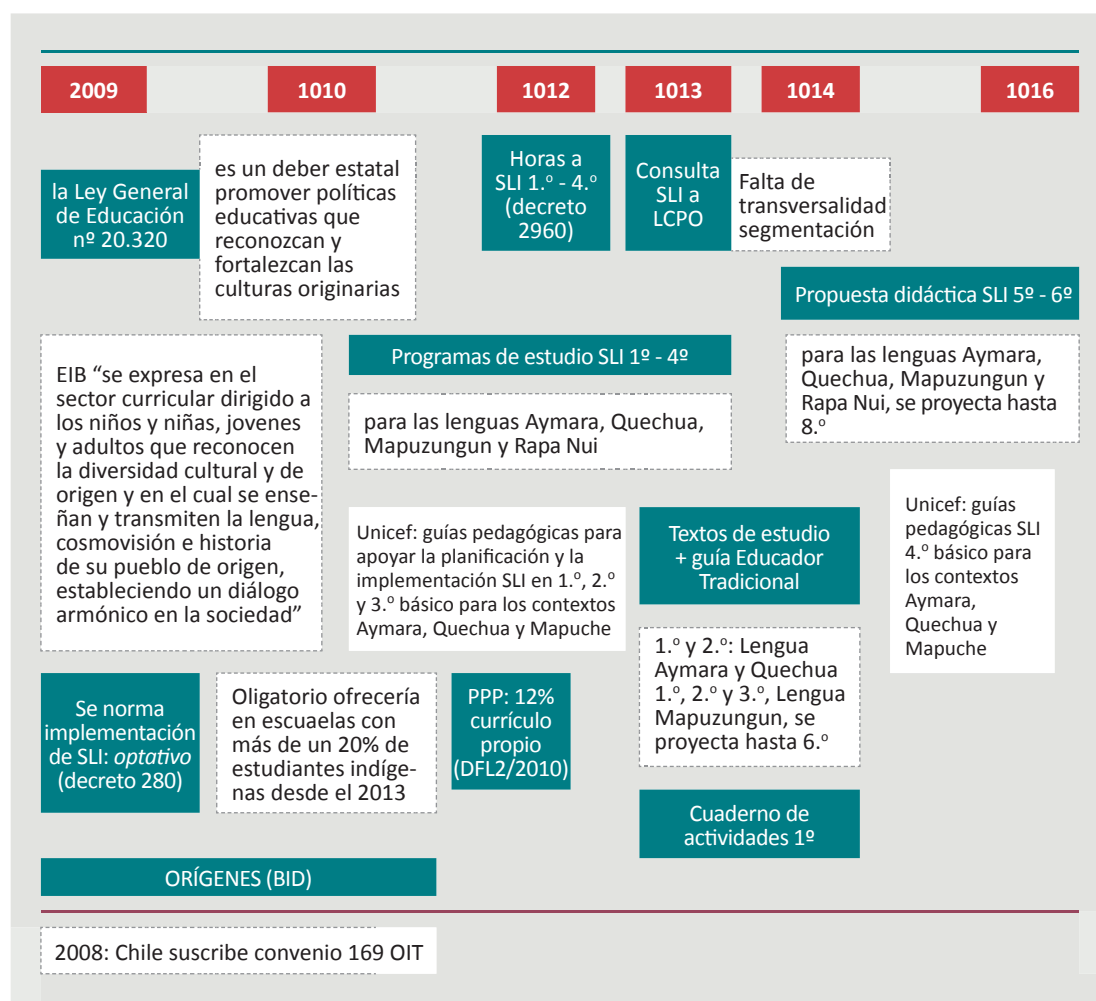 2009
1010
1012
1013
1014
1016
la Ley General
de Educación
nº 20.320
es un deber estatal
promover políticas
educativas que
reconozcan y
fortalezcan las
culturas originarias
Horas a
SLI 1.º - 4.º
(decreto
2960)
Consulta
SLI a
LCPO
Falta de
transversalidad
segmentación
Propuesta didáctica SLI 5º - 6º
para las lenguas Aymara,
Quechua, Mapuzungun y
Rapa Nui, se proyecta hasta
8.º
EIB “se expresa en el
sector curricular dirigido a
los niños y niñas, jovenes
y adultos que reconocen
la diversidad cultural y de
origen y en el cual se ense-
ñan y transmiten la lengua,
cosmovisión e historia
de su pueblo de origen,
estableciendo un diálogo
armónico en la sociedad”
Programas de estudio SLI 1º - 4º
para las lenguas Aymara, Quechua,
Mapuzungun y Rapa Nui
Unicef: guías pedagógicas para
apoyar la planificación y la
implementación SLI en 1.º, 2.º
y 3.º básico para los contextos
Aymara, Quechua y Mapuche
Textos de estudio
+ guía Educador
Tradicional
Unicef: guías
pedagógicas SLI
4.º básico para
los contextos
Aymara,
Quechua y
Mapuche
1.º y 2.º: Lengua
Aymara y Quechua
1.º, 2.º y 3.º, Lengua
Mapuzungun, se
proyecta hasta 6.º
Se norma
implementación
de SLI: optativo
(decreto 280)
Oligatorio ofrecería
en escuaelas con
más de un 20% de
estudiantes indíge-
nas desde el 2013
PPP: 12%
currículo
propio
(DFL2/2010)
Cuaderno de
actividades 1º
ORÍGENES (BID)
2008: Chile suscribe convenio 169 OIT